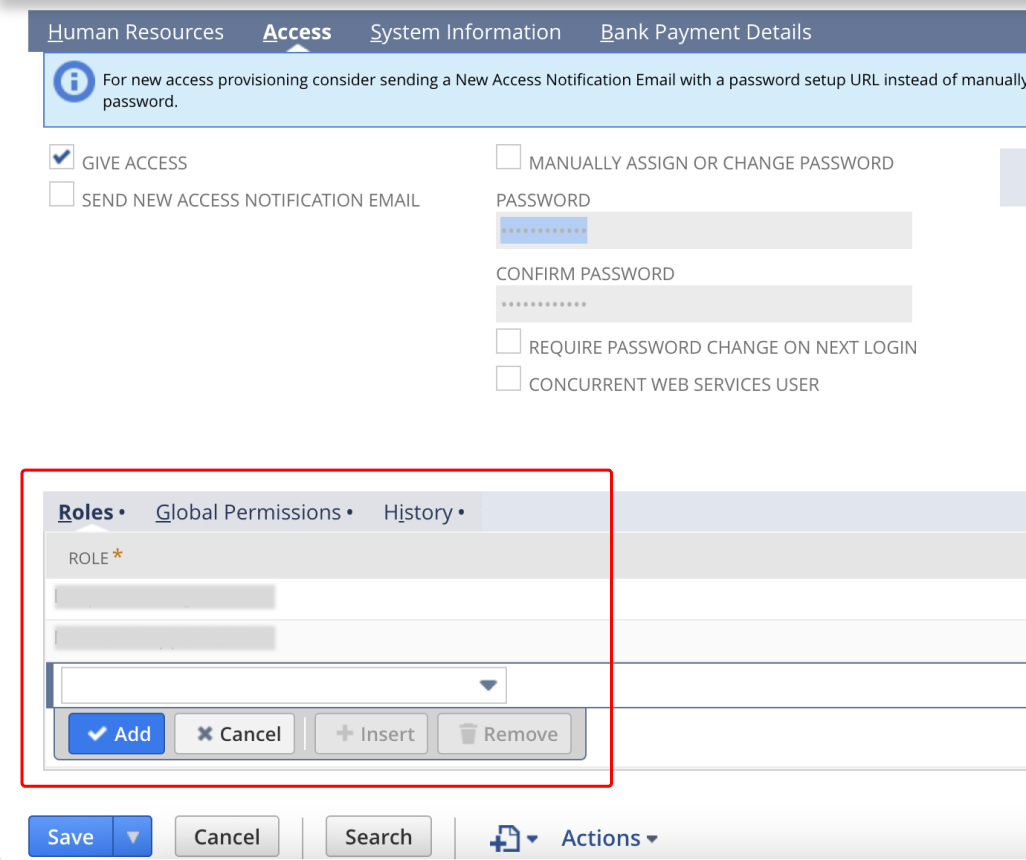 Human Resources Access System Information Bank Payment Details
For new access provisioning consider sending a New Access Notification Email with a password setup URL instead of manually
password.
GIVE ACCESS MANUALLY ASSIGN OR CHANGE PASSWORD
SEND NEW ACCESS NOTIFICATION EMAIL PASSWORD
••••••••••••
CONFIRM PASSWORD
••••••••••••
REQUIRE PASSWORD CHANGE ON NEXT LOGIN
CONCURRENT WEB SERVICES USER
Roles • Global Permissions • History •
ROLE *
Add Cancel Insert Remove
Save Cancel Search Actions